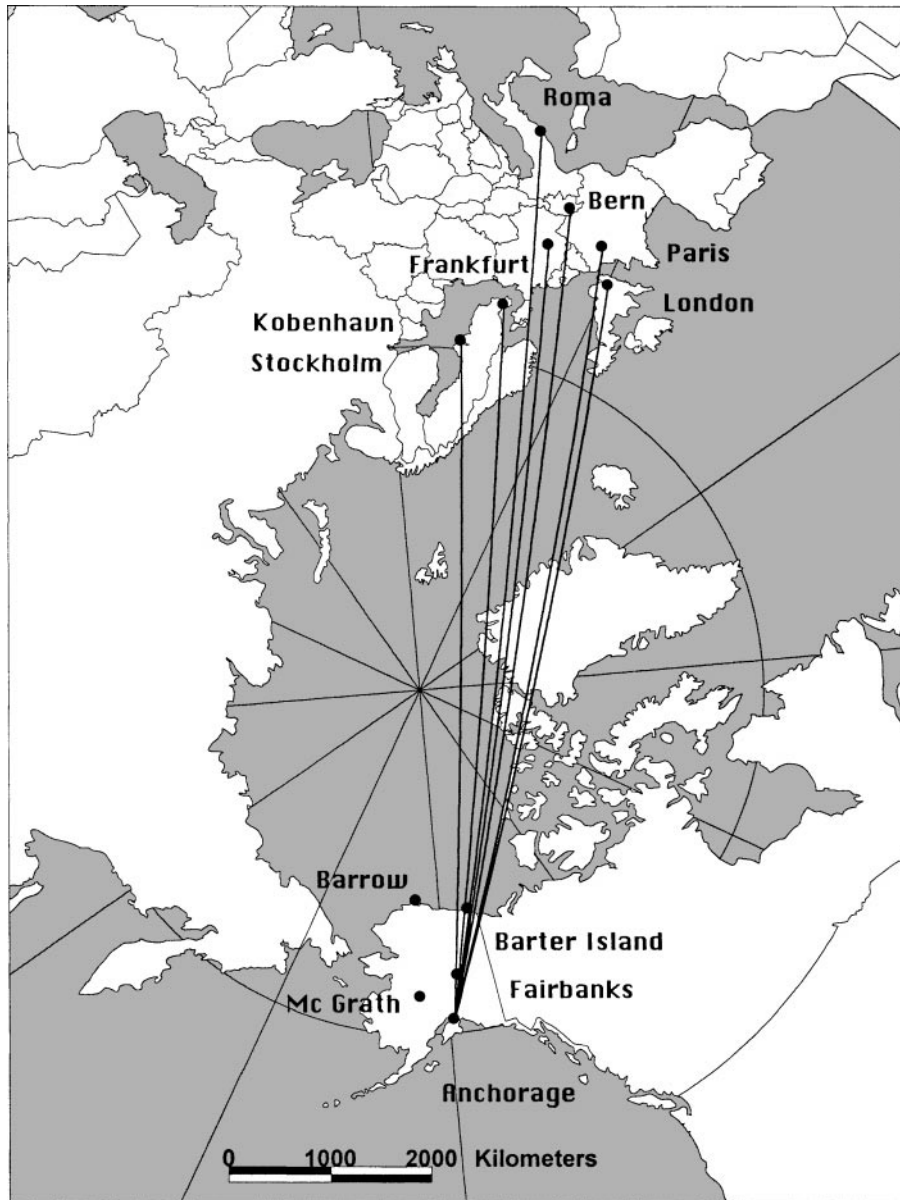 Roma
Bern
Paris
Frankfurt
London
Kobenhavn
Stockholm
Barrow
Barter Island
Fairbanks
Mc Grath
Anchorage
0 1000 2000 Kilometers